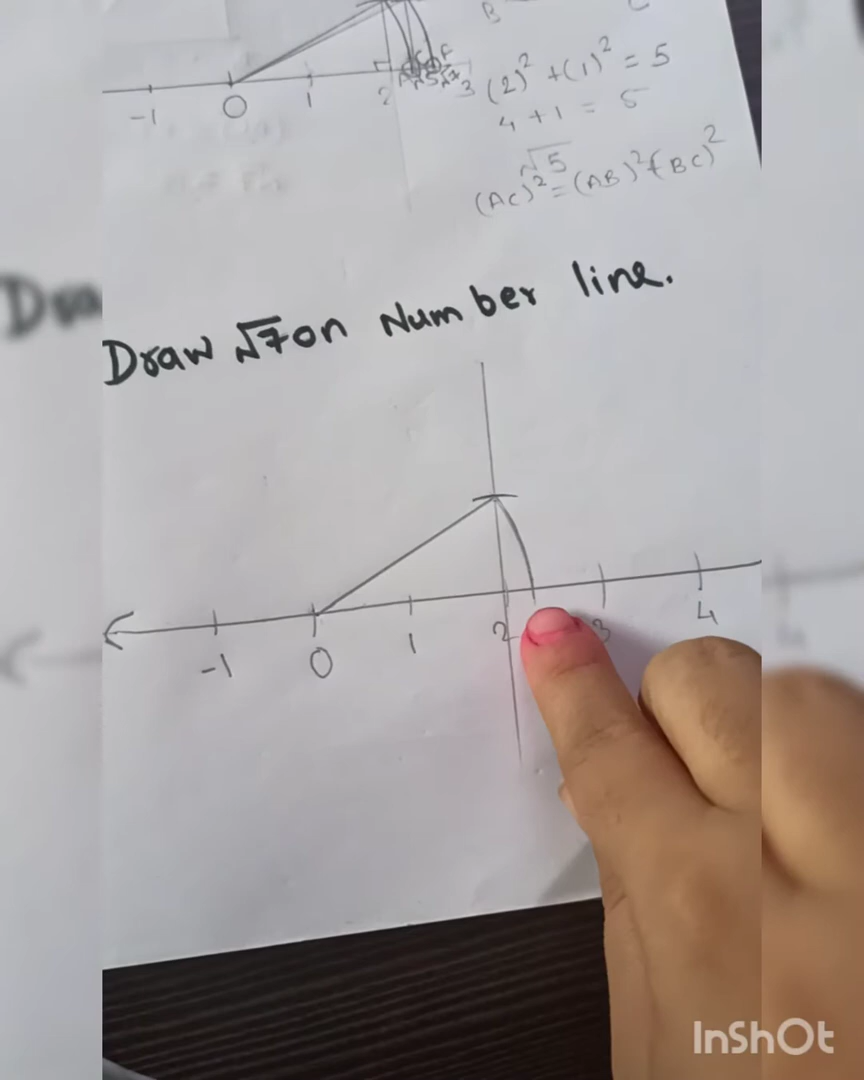 B C
-1 0 1 2 3
(2)² + (1)² = 5
4 + 1 = 5
√5
(AC)² = (AB)² + (BC)²
Draw √7 on Number line.
-1 0 1 2 3 4
InShOt